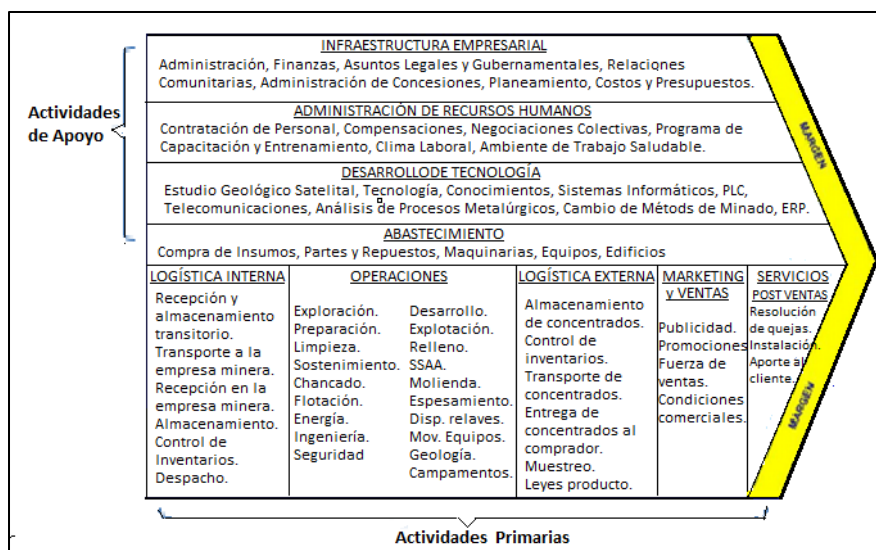 INFRAESTRUCTURA EMPRESARIAL
Administración, Finanzas, Asuntos Legales y Gubernamentales, Relaciones
Comunitarias, Administración de Concesiones, Planeamiento, Costos y Presupuestos.
Actividades
de Apoyo
ADMINISTRACIÓN DE RECURSOS HUMANOS
Contratación de Personal, Compensaciones, Negociaciones Colectivas, Programa de
Capacitación y Entrenamiento, Clima Laboral, Ambiente de Trabajo Saludable.
DESARROLLODE TECNOLOGÍA
Estudio Geológico Satelital, Tecnología, Conocimientos, Sistemas Informáticos, PLC,
Telecomunicaciones, Análisis de Procesos Metalúrgicos, Cambio de Métods de Minado, ERP.
ABASTECIMIENTO
Compra de Insumos, Partes y Repuestos, Maquinarias, Equipos, Edificios
MARGEN
LOGÍSTICA INTERNA
Recepción y
almacenamiento
transitorio.
Transporte a la
empresa minera.
Recepción en la
empresa minera.
Almacenamiento.
Control de
Inventarios.
Despacho.
OPERACIONES
Exploración.
Preparación.
Limpieza.
Sostenimiento.
Chancado.
Flotación.
Energía.
Ingeniería.
Seguridad
Desarrollo.
Explotación.
Relleno.
SSAA.
Molienda.
Espesamiento.
Disp. relaves.
Mov. Equipos.
Geología.
Campamentos.
LOGÍSTICA EXTERNA
Almacenamiento
de concentrados.
Control de
inventarios.
Transporte de
concentrados.
Entrega de
concentrados al
comprador.
Muestreo.
Leyes producto.
MARKETING
y VENTAS
Publicidad.
Promociones
Fuerza de
ventas.
Condiciones
comerciales.
SERVICIOS
POST VENTAS
Resolución
de quejas.
Instalación.
Aporte al
cliente.
MARGEN
Actividades Primarias